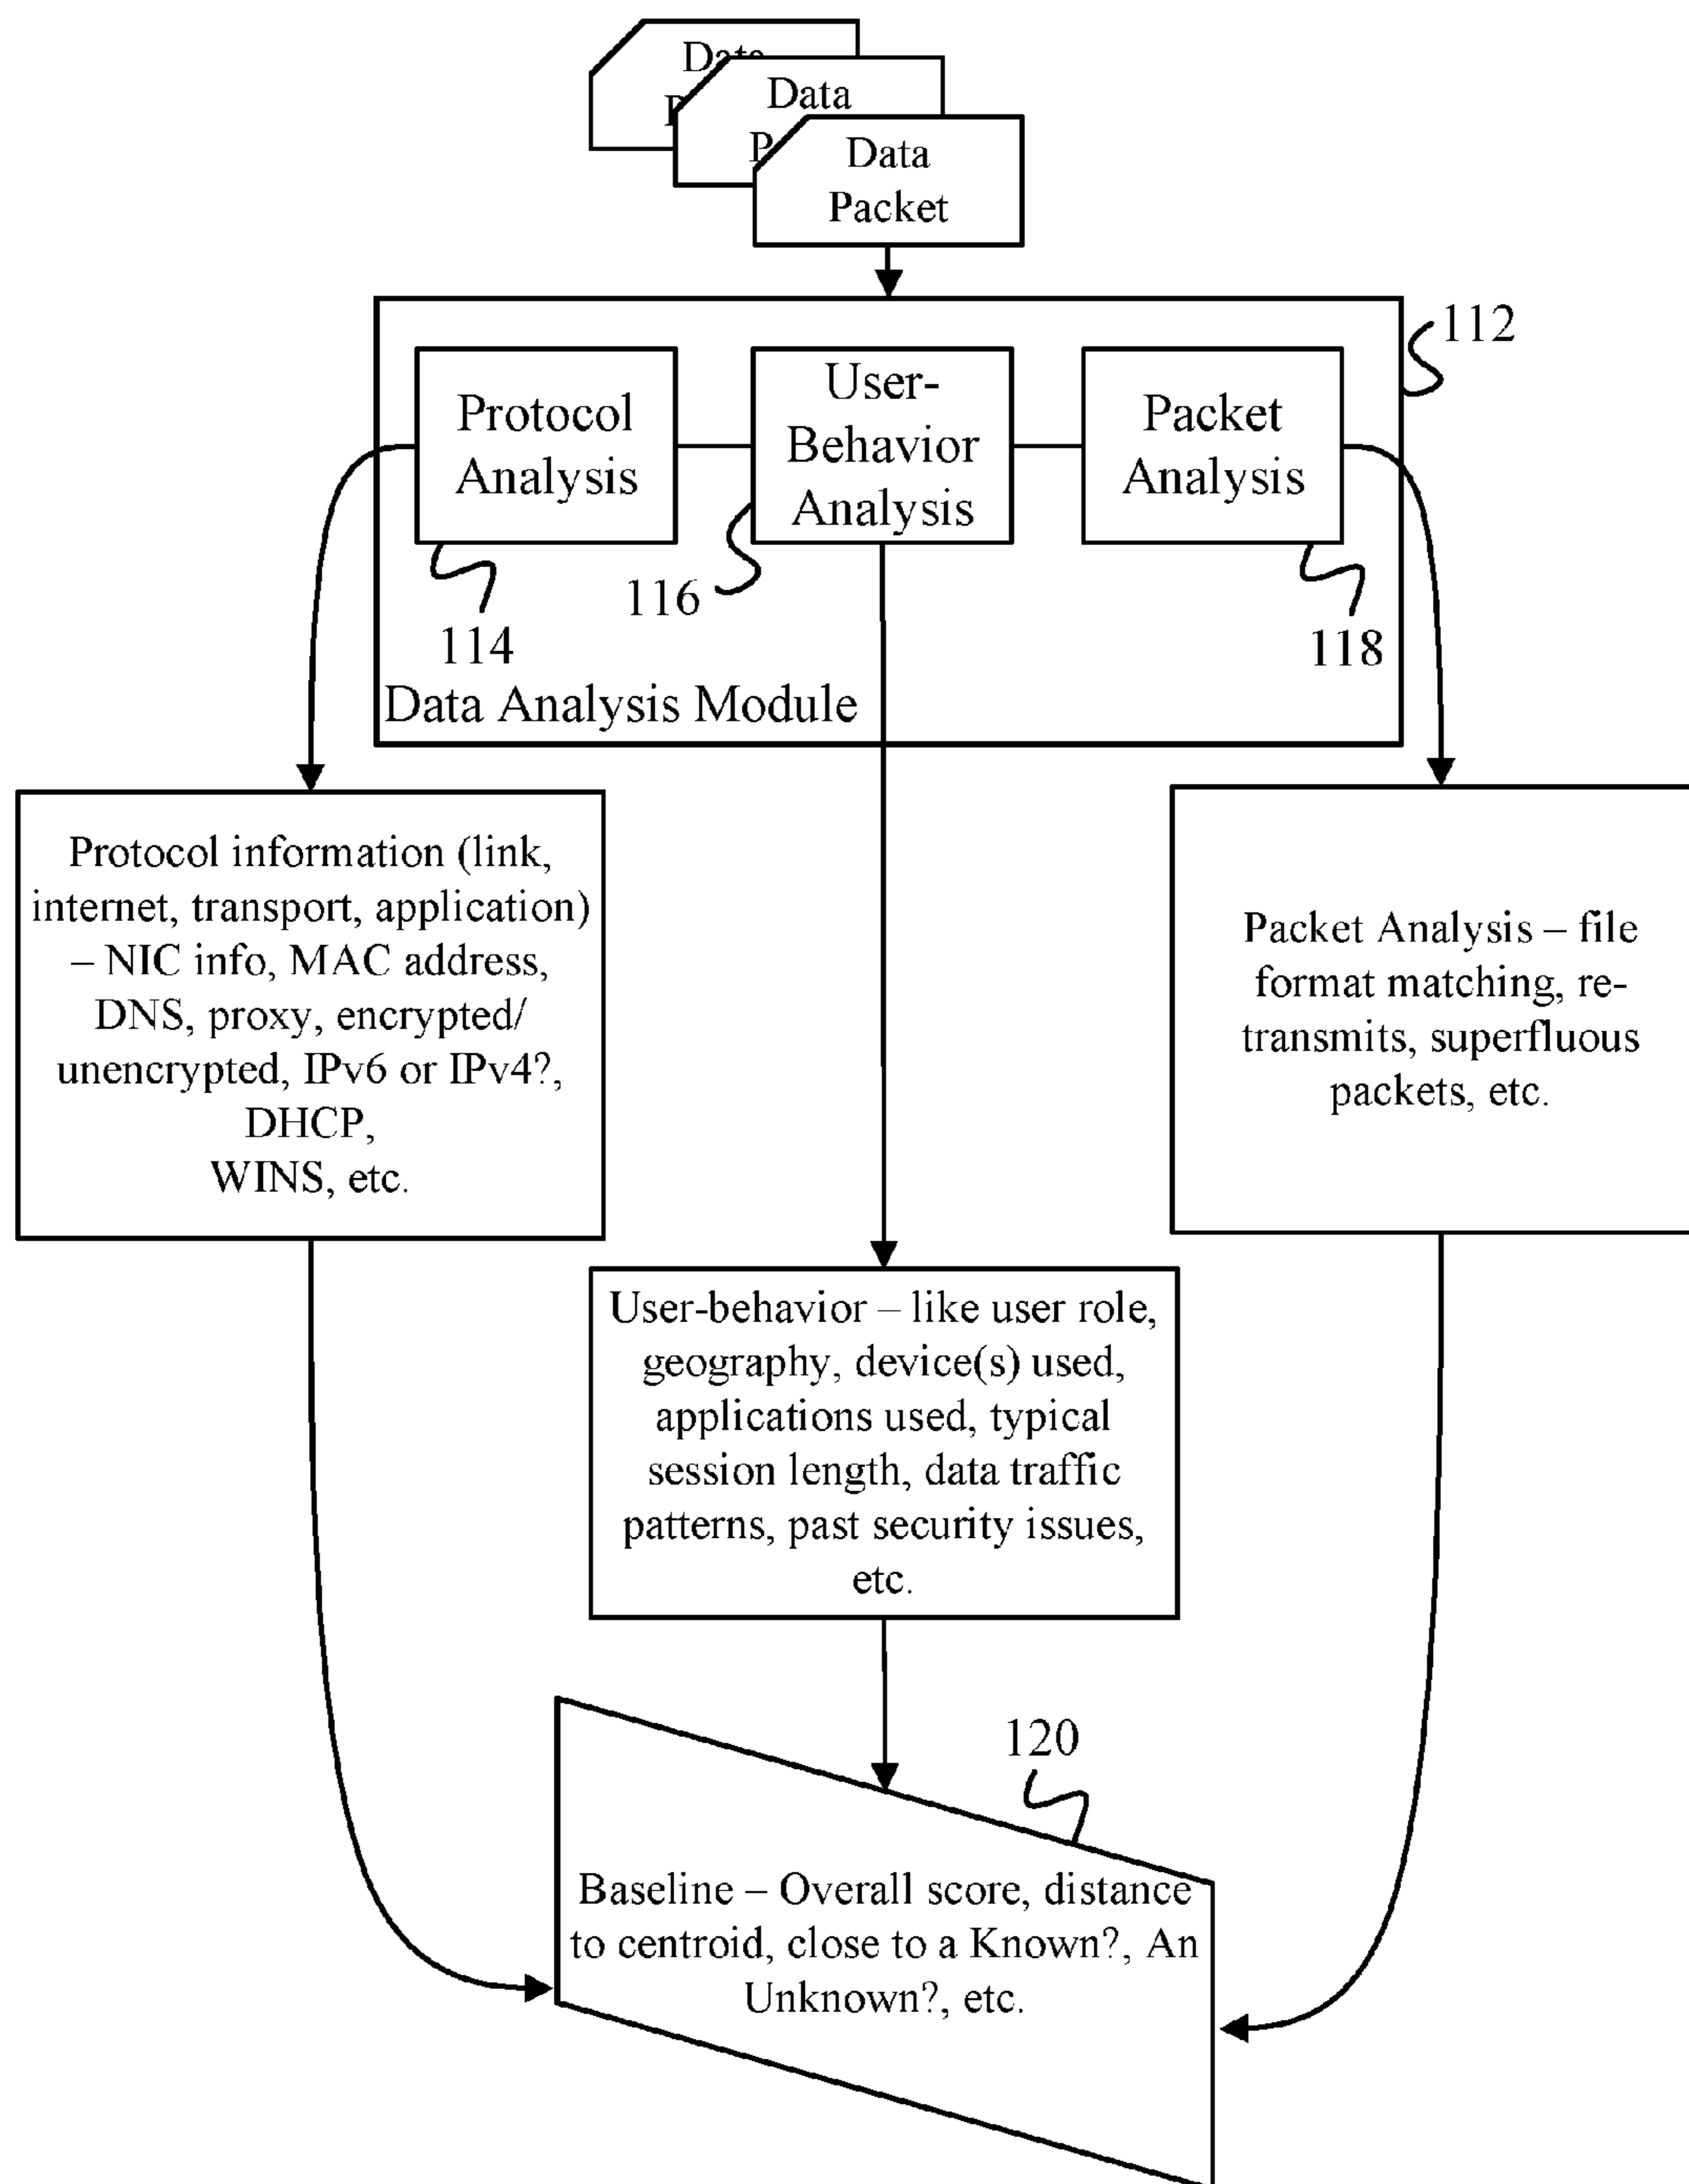 Data
Data
Data
Packet
112
Protocol
Analysis
User-
Behavior
Analysis
Packet
Analysis
116
114
118
Data Analysis Module
Protocol information (link,
internet, transport, application)
– NIC info, MAC address,
DNS, proxy, encrypted/
unencrypted, IPv6 or IPv4?,
DHCP,
WINS, etc.
Packet Analysis – file
format matching, re-
transmits, superfluous
packets, etc.
User-behavior – like user role,
geography, device(s) used,
applications used, typical
session length, data traffic
patterns, past security issues,
etc.
120
Baseline – Overall score, distance
to centroid, close to a Known?, An
Unknown?, etc.